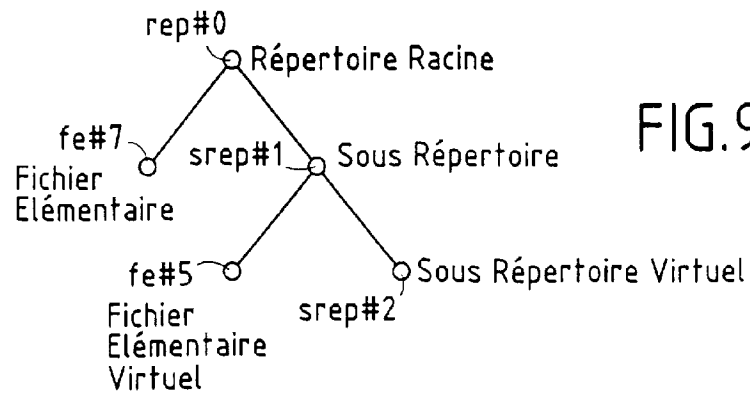 rep#0
Répertoire Racine
FIG.9
fe#7
srep#1
Sous Répertoire
Fichier
Elémentaire
fe#5
Sous Répertoire Virtuel
srep#2
Fichier
Elémentaire
Virtuel